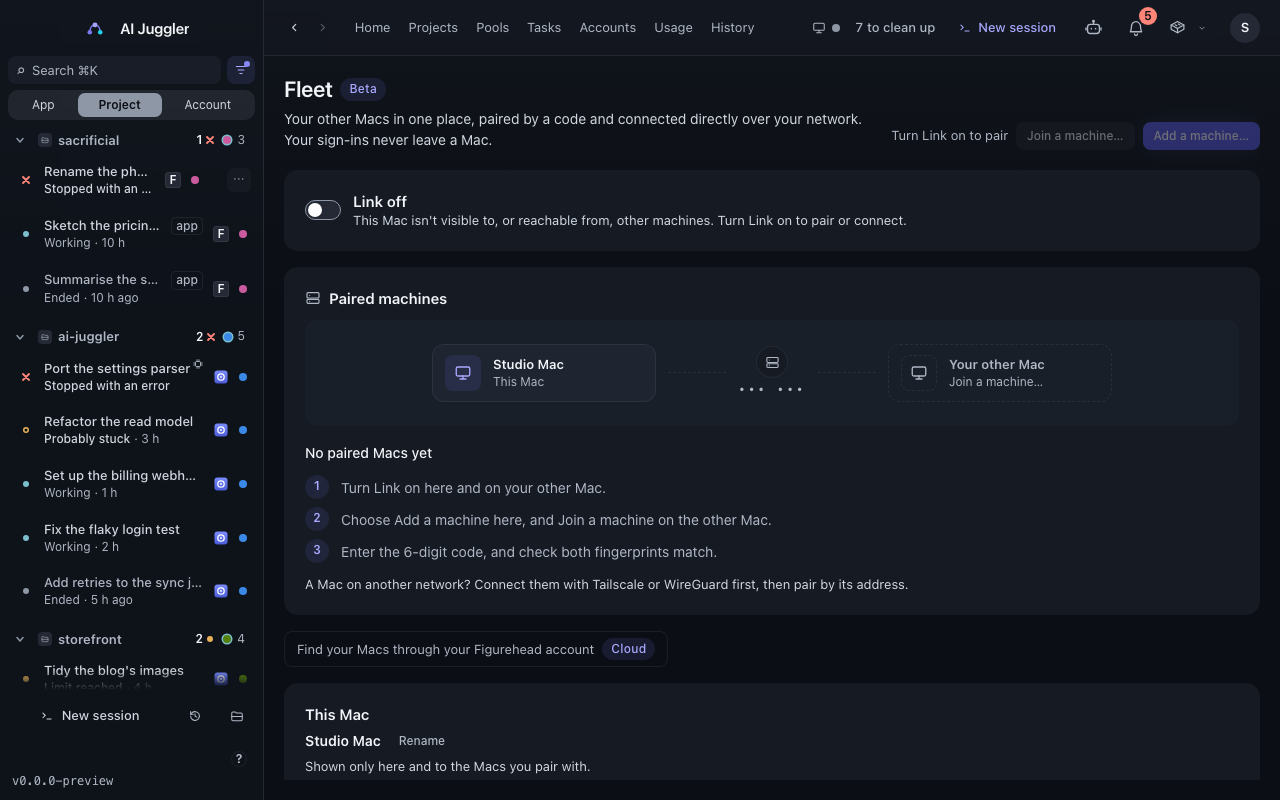 AI Juggler
Search ⌘K
App
Project
Account
sacrificial
1
3
Rename the ph...
Stopped with an ...
F
Sketch the pricin...
app
Working · 10 h
F
Summarise the s...
app
Ended · 10 h ago
F
ai-juggler
2
5
Port the settings parser
Stopped with an error
Refactor the read model
Probably stuck · 3 h
Set up the billing webh...
Working · 1 h
Fix the flaky login test
Working · 2 h
Add retries to the sync j...
Ended · 5 h ago
storefront
2
4
Tidy the blog's images
Limit reached · 4 h
New session
?
v0.0.0-preview
Home
Projects
Pools
Tasks
Accounts
Usage
History
7 to clean up
New session
5
S
Fleet
Beta
Your other Macs in one place, paired by a code and connected directly over your network.
Your sign-ins never leave a Mac.
Turn Link on to pair
Join a machine...
Add a machine...
Link off
This Mac isn't visible to, or reachable from, other machines. Turn Link on to pair or connect.
Paired machines
Studio Mac
This Mac
Your other Mac
Join a machine...
No paired Macs yet
1
Turn Link on here and on your other Mac.
2
Choose Add a machine here, and Join a machine on the other Mac.
3
Enter the 6-digit code, and check both fingerprints match.
A Mac on another network? Connect them with Tailscale or WireGuard first, then pair by its address.
Find your Macs through your Figurehead account
Cloud
This Mac
Studio Mac
Rename
Shown only here and to the Macs you pair with.